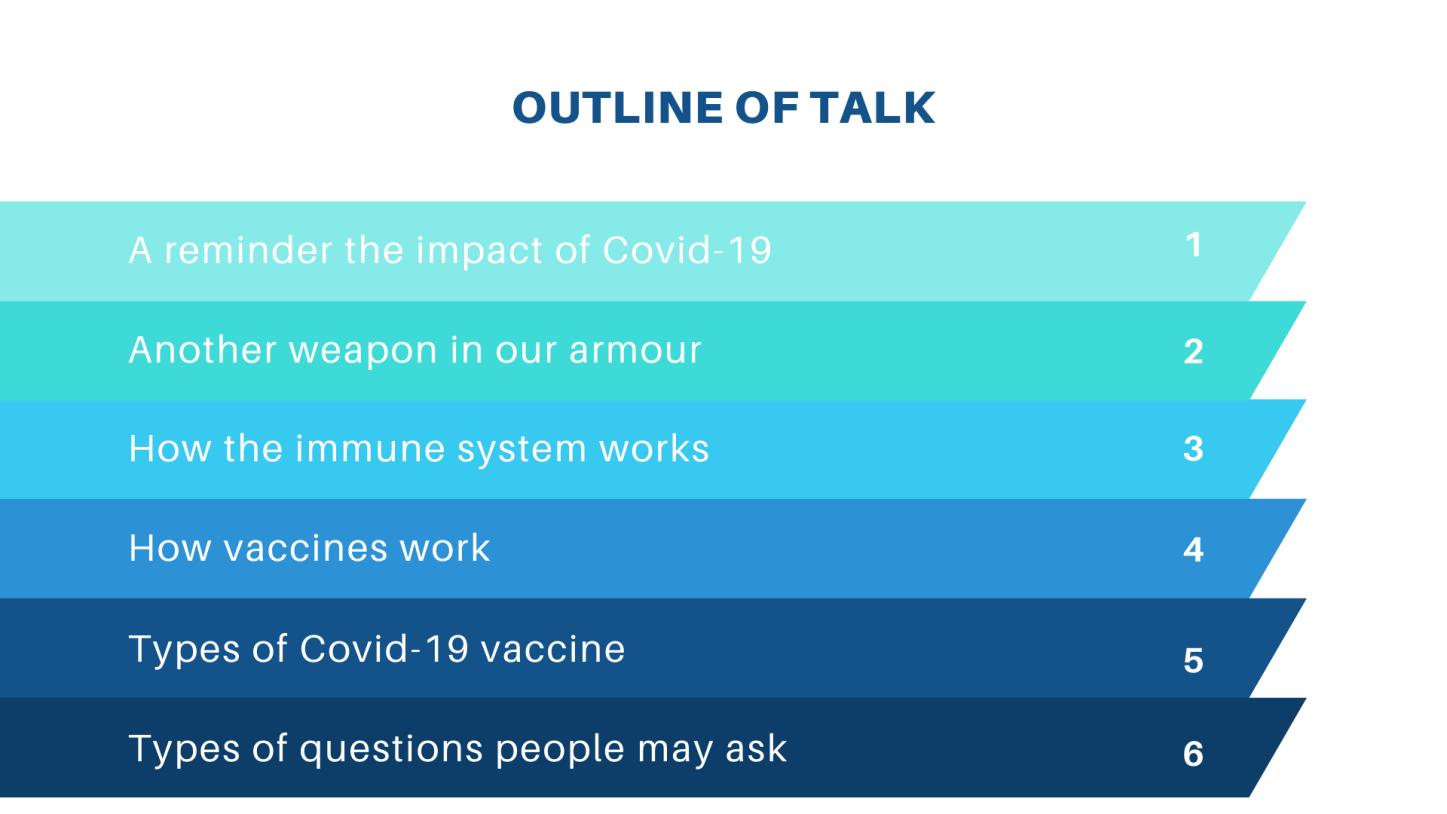 OUTLINE OF TALK
A reminder the impact of Covid-19 1
Another weapon in our armour 2
How the immune system works 3
How vaccines work 4
Types of Covid-19 vaccine 5
Types of questions people may ask 6